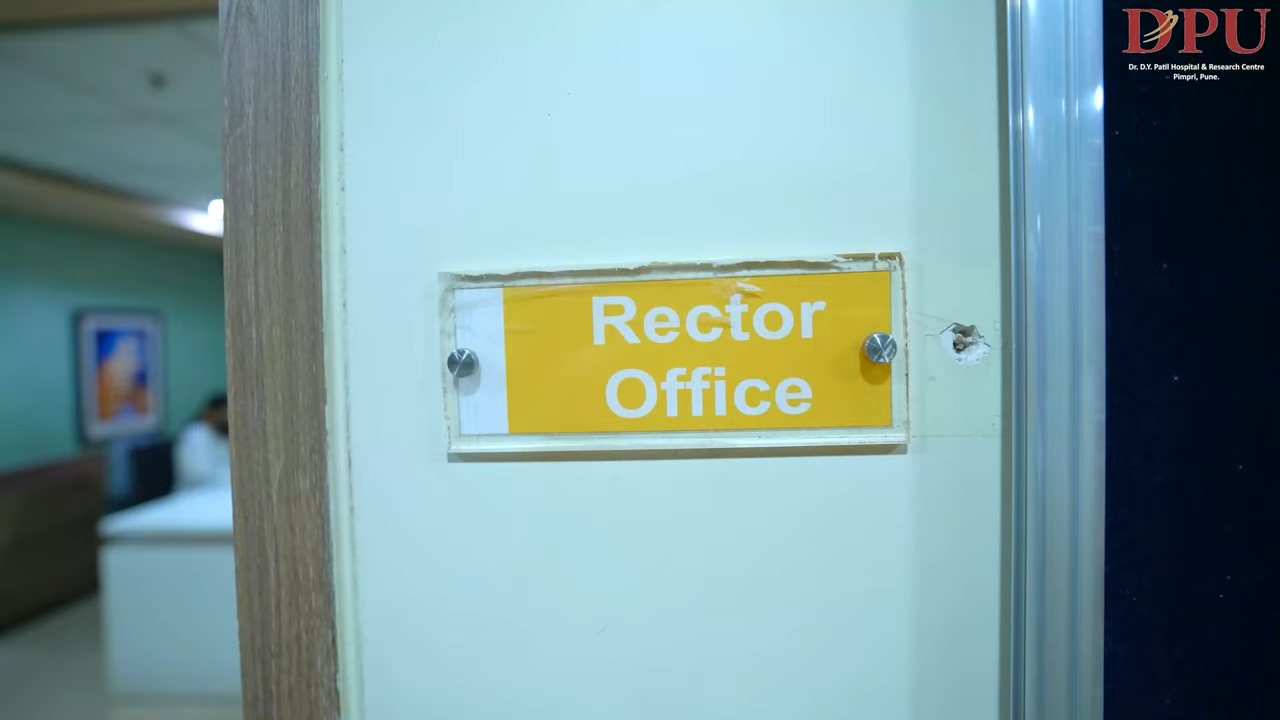 DPU
Dr. D.Y. Patil Hospital & Research Centre
Pimpri, Pune.
Rector
Office